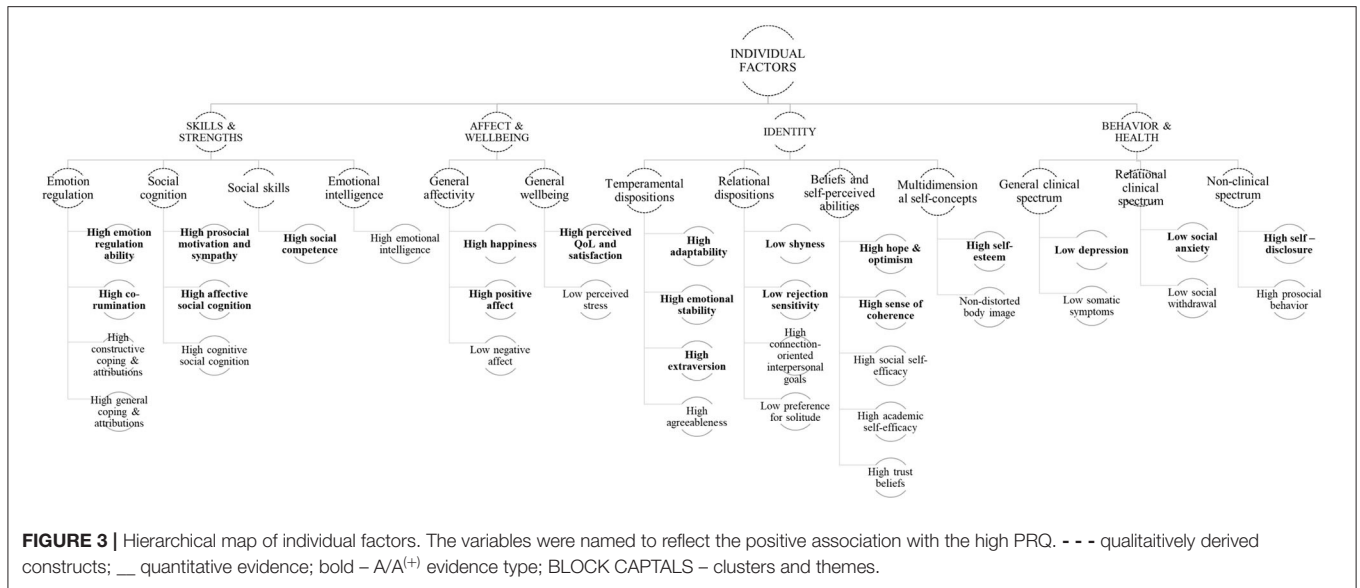 INDIVIDUAL
FACTORS
SKILLS &
STRENGTHS
AFFECT &
WELLBEING
IDENTITY
BEHAVIOR &
HEALTH
Emotion
regulation
Social
cognition
Social skills
Emotional
intelligence
General
affectivity
General
wellbeing
Temperamental
dispositions
Relational
dispositions
Beliefs and
self-perceived
abilities
Multidimension
al self-concepts
General clinical
spectrum
Relational
clinical
spectrum
Non-clinical
spectrum
High emotion
regulation
ability
High co-
rumination
High
constructive
coping &
attributions
High general
coping &
attributions
High prosocial
motivation and
sympathy
High affective
social cognition
High cognitive
social cognition
High social
competence
High emotional
intelligence
High happiness
High positive
affect
Low negative
affect
High perceived
QoL and
satisfaction
Low perceived
stress
High
adaptability
High emotional
stability
High
extraversion
High
agreeableness
Low shyness
Low rejection
sensitivity
High
connection-
oriented
interpersonal
goals
Low preference
for solitude
High hope &
optimism
High sense of
coherence
High social self-
efficacy
High academic
self-efficacy
High trust
beliefs
High self-
esteem
Non-distorted
body image
Low depression
Low somatic
symptoms
Low social
anxiety
Low social
withdrawal
High self –
disclosure
High prosocial
behavior
FIGURE 3 | Hierarchical map of individual factors. The variables were named to reflect the positive association with the high PRQ. - - - qualitaitively derived
constructs; __ quantitative evidence; bold – A/A(+) evidence type; BLOCK CAPTALS – clusters and themes.